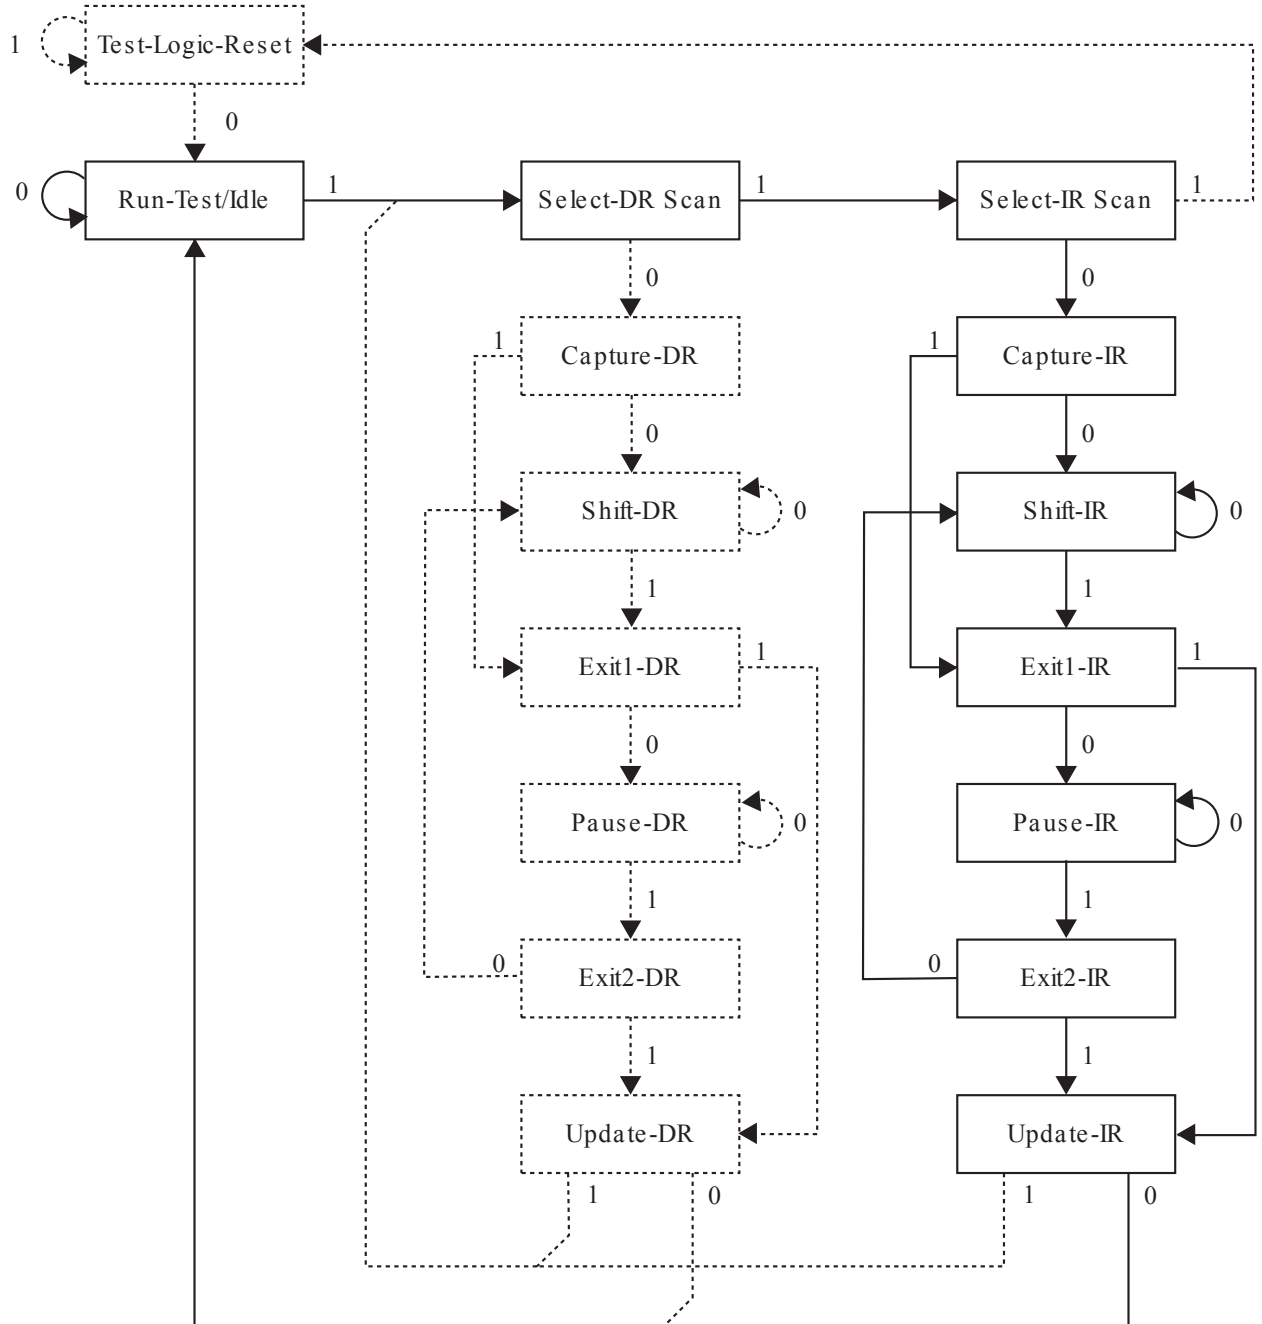 1
Test-Logic-Reset
0
0
Run-Test/Idle
1
Select-DR Scan
1
Select-IR Scan
1
0
0
1
Capture-DR
1
Capture-IR
0
0
Shift-DR
0
Shift-IR
0
1
1
Exit1-DR
1
Exit1-IR
1
0
0
Pause-DR
0
Pause-IR
0
1
1
0
Exit2-DR
0
Exit2-IR
1
1
Update-DR
Update-IR
1
0
1
0